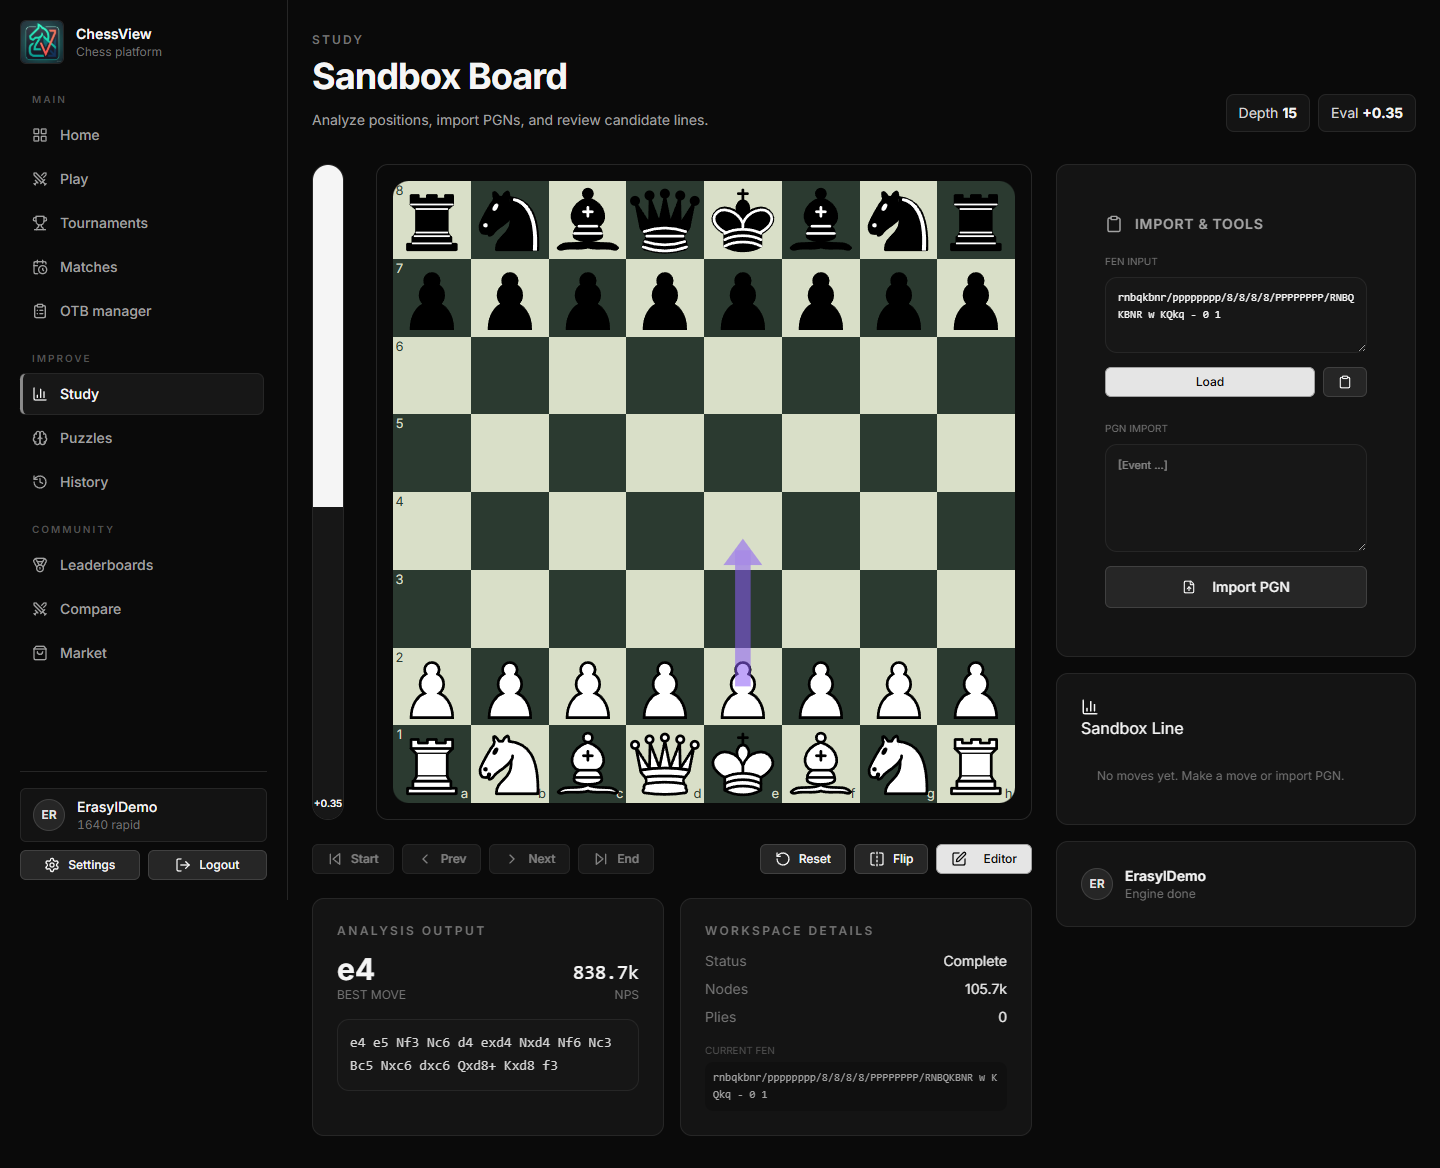 ChessView
Chess platform
MAIN
Home
Play
Tournaments
Matches
OTB manager
IMPROVE
Study
Puzzles
History
COMMUNITY
Leaderboards
Compare
Market
ErasylDemo
1640 rapid
ER
Settings
Logout
STUDY
Sandbox Board
Analyze positions, import PGNs, and review candidate lines.
Depth 15
Eval +0.35
+0.35
8
7
6
5
4
3
2
1
a
b
c
d
e
f
g
h
Start
Prev
Next
End
Reset
Flip
Editor
ANALYSIS OUTPUT
e4
838.7k
BEST MOVE
NPS
e4 e5 Nf3 Nc6 d4 exd4 Nxd4 Nf6 Nc3
Bc5 Nxc6 dxc6 Qxd8+ Kxd8 f3
WORKSPACE DETAILS
Status
Complete
Nodes
105.7k
Plies
0
CURRENT FEN
rnbqkbnr/pppppppp/8/8/8/8/PPPPPPPP/RNBQKBNR w K
Qkq - 0 1
IMPORT & TOOLS
FEN INPUT
rnbqkbnr/pppppppp/8/8/8/8/PPPPPPPP/RNBQ
KBNR w KQkq - 0 1
Load
PGN IMPORT
[Event ...]
Import PGN
Sandbox Line
No moves yet. Make a move or import PGN.
ER
ErasylDemo
Engine done